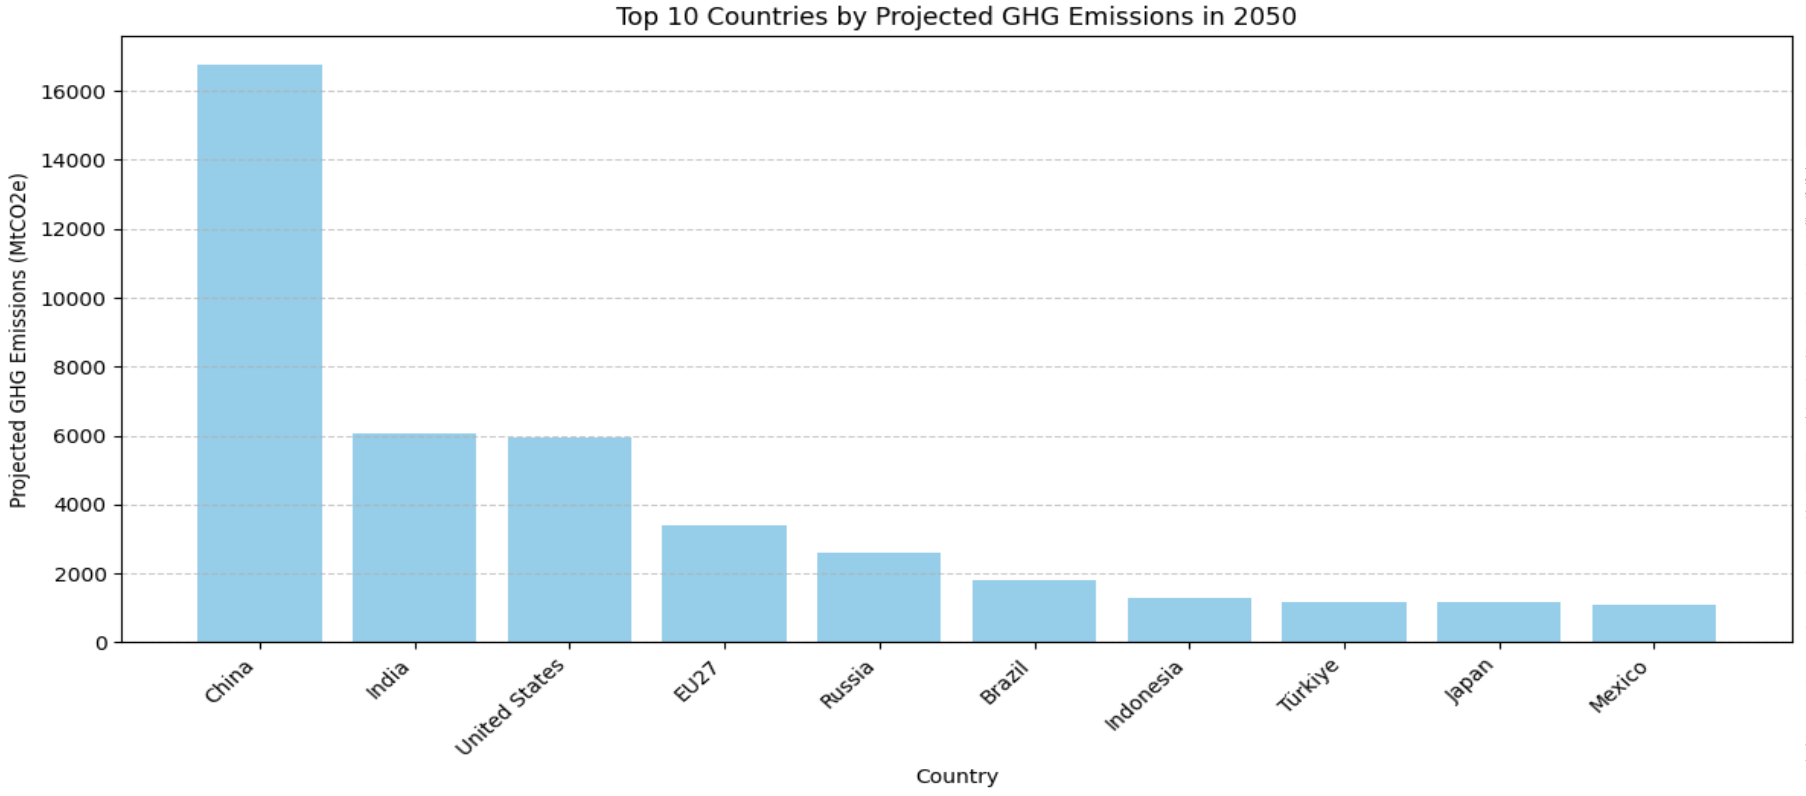 Top 10 Countries by Projected GHG Emissions in 2050
Projected GHG Emissions (MtCO2e)
16000
14000
12000
10000
8000
6000
4000
2000
0
China
India
United States
EU27
Russia
Brazil
Indonesia
Türkiye
Japan
Mexico
Country